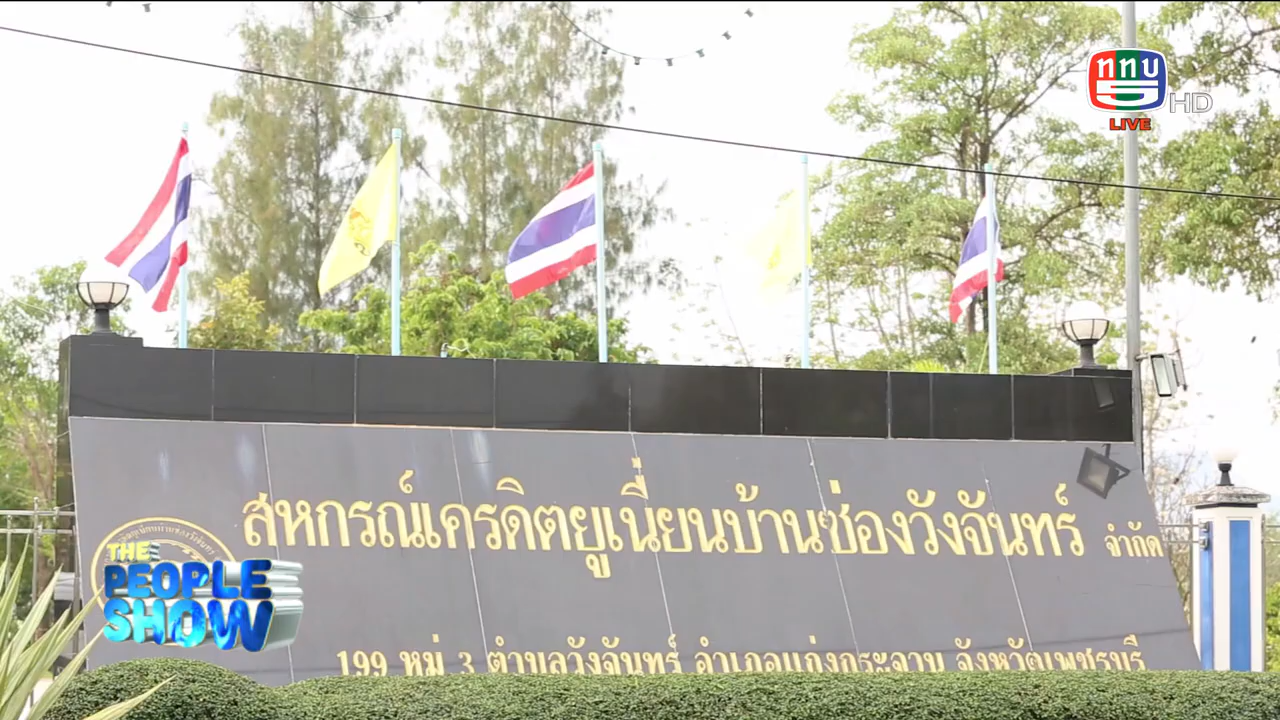 ททบ
5
HD
LIVE
สหกรณ์เครดิตยูเนี่ยนบ้านซ่องวังจันทร์ จำกัด
THE
PEOPLE
SHOW
199 หมู่ 3 ตำบลวังจันทร์ อำเภอแก่งกระจาน จังหวัดเพชรบุรี